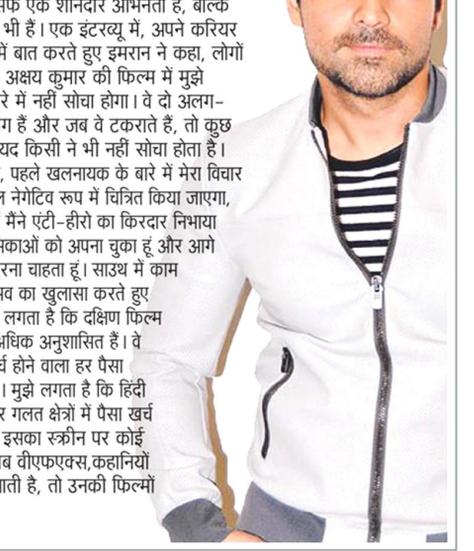 एक शानदार अभिनेता है, बल्कि
भी हैं। एक इंटरव्यू में, अपने करियर
में बात करते हुए इमरान ने कहा, लोगों
अक्षय कुमार की फिल्म में मुझे
रे में नहीं सोचा होगा। वे दो अलग-
ग हैं और जब वे टकराते हैं, तो कुछ
यद किसी ने भी नहीं सोचा होता है।
, पहले खलनायक के बारे में मेरा विचार
नेगेटिव रूप में चित्रित किया जाएगा,
मैंने एंटी-हीरो का किरदार निभाया
मिकाओं को अपना चुका हूं और आगे
रना चाहता हूं। साउथ में काम
भव का खुलासा करते हुए
लगता है कि दक्षिण फिल्म
अधिक अनुशासित हैं। वे
र्च होने वाला हर पैसा
। मुझे लगता है कि हिंदी
र गलत क्षेत्रों में पैसा खर्च
इसका स्क्रीन पर कोई
ब वीएफएक्स,कहानियों
ाती है, तो उनकी फिल्मों